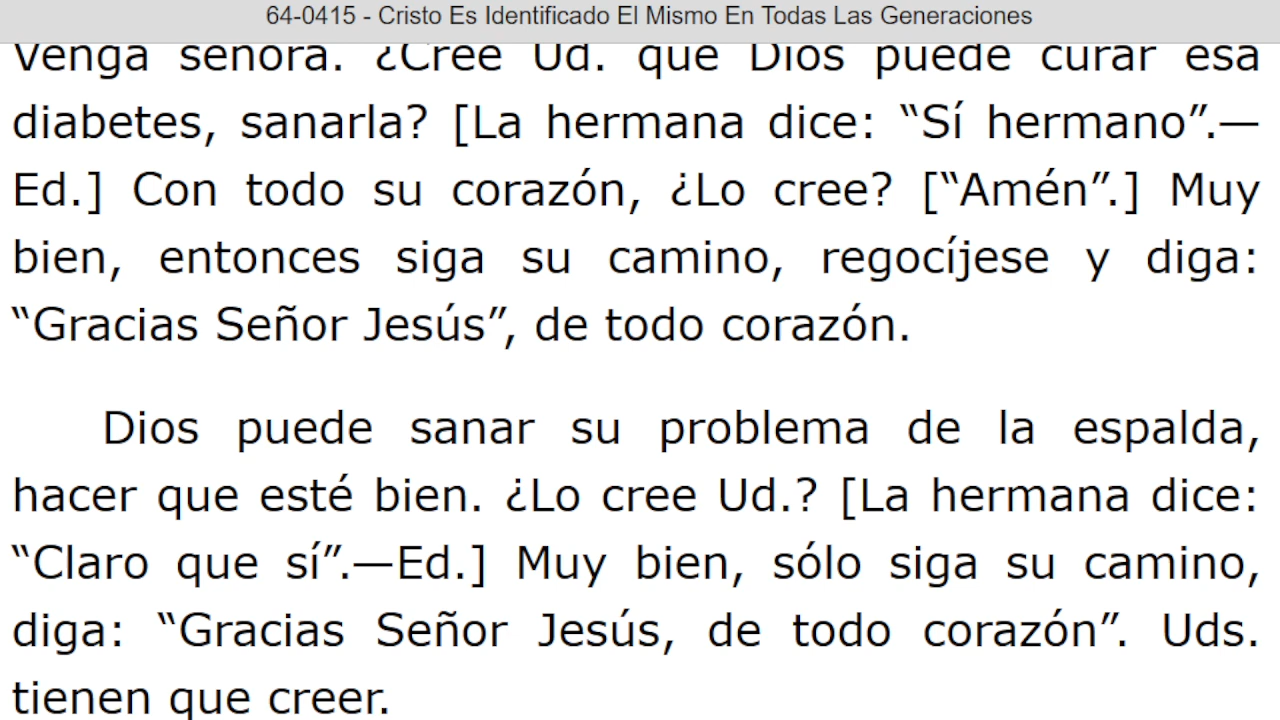 64-0415 - Cristo Es Identificado El Mismo En Todas Las Generaciones
Venga señora. ¿Cree Ud. que Dios puede curar esa
diabetes, sanarla? [La hermana dice: “Sí hermano”.—
Ed.] Con todo su corazón, ¿Lo cree? [“Amén”.] Muy
bien, entonces siga su camino, regocíjese y diga:
“Gracias Señor Jesús”, de todo corazón.
Dios puede sanar su problema de la espalda,
hacer que esté bien. ¿Lo cree Ud.? [La hermana dice:
“Claro que sí”.—Ed.] Muy bien, sólo siga su camino,
diga: “Gracias Señor Jesús, de todo corazón”. Uds.
tienen que creer.